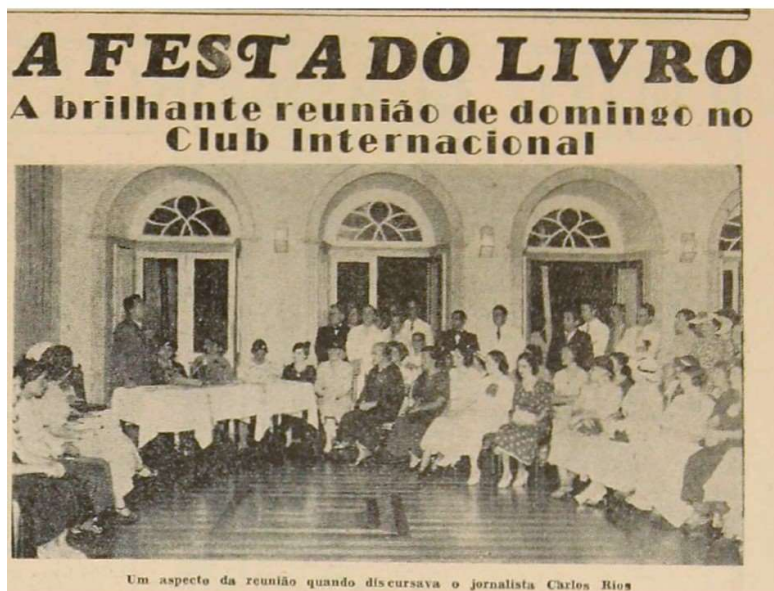 A FESTA DO LIVRO
A brilhante reunião de domingo no
Club Internacional
Um aspecto da reunião quando discursava o jornalista Carlos Rios